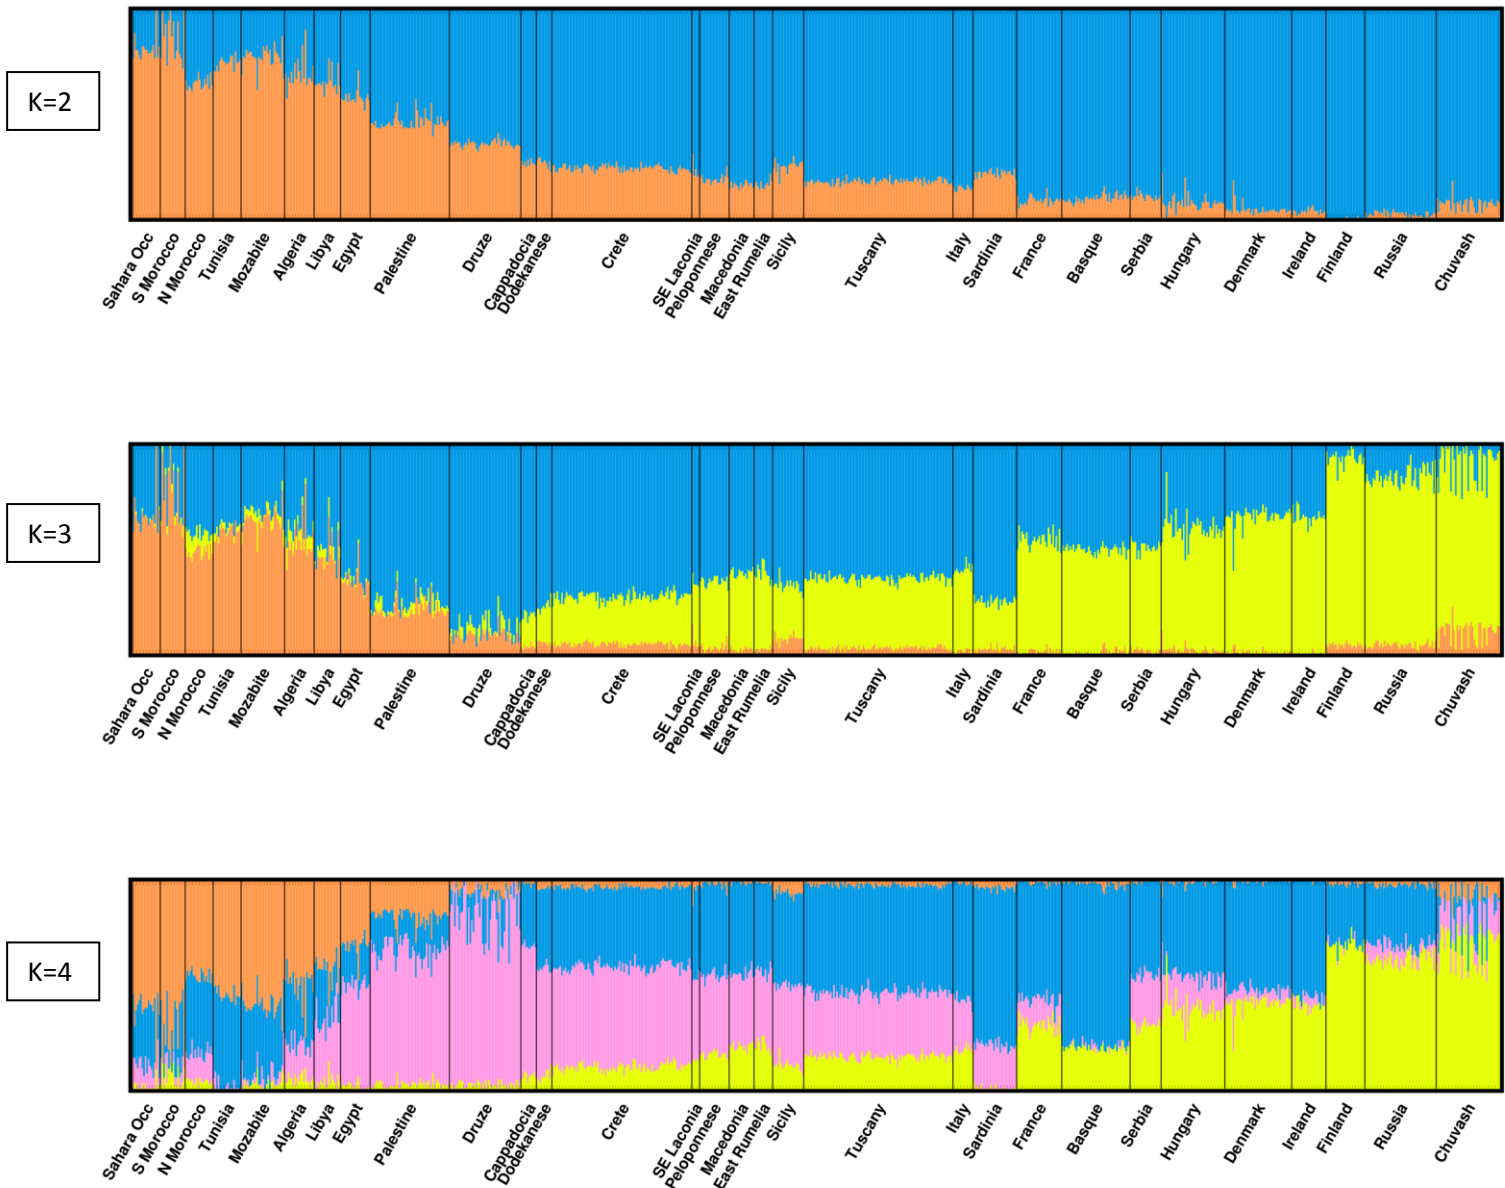 K=2
Sahara Occ
S Morocco
N Morocco
Tunisia
Mozabite
Algeria
Libya
Egypt
Palestine
Druze
Cappadocia
Dodekanese
Crete
SE Laconia
Peloponnese
Macedonia
East Rumelia
Sicily
Tuscany
Italy
Sardinia
France
Basque
Serbia
Hungary
Denmark
Ireland
Finland
Russia
Chuvash
K=3
Sahara Occ
S Morocco
N Morocco
Tunisia
Mozabite
Algeria
Libya
Egypt
Palestine
Druze
Cappadocia
Dodekanese
Crete
SE Laconia
Peloponnese
Macedonia
East Rumelia
Sicily
Tuscany
Italy
Sardinia
France
Basque
Serbia
Hungary
Denmark
Ireland
Finland
Russia
Chuvash
K=4
Sahara Occ
S Morocco
N Morocco
Tunisia
Mozabite
Algeria
Libya
Egypt
Palestine
Druze
Cappadocia
Dodekanese
Crete
SE Laconia
Peloponnese
Macedonia
East Rumelia
Sicily
Tuscany
Italy
Sardinia
France
Basque
Serbia
Hungary
Denmark
Ireland
Finland
Russia
Chuvash